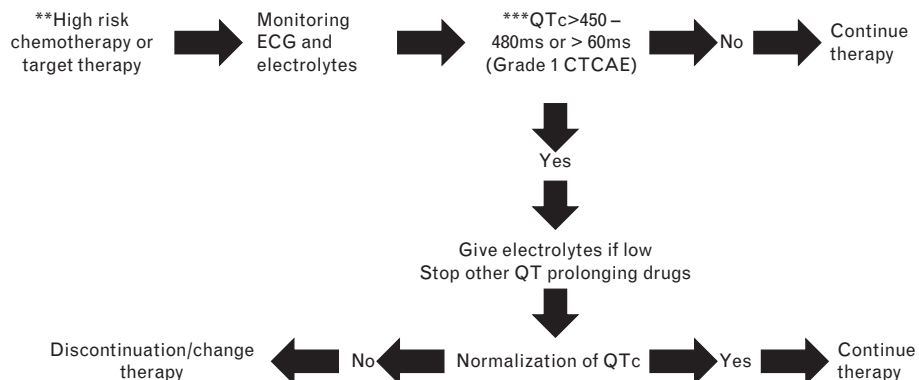 **High risk
chemotherapy or
target therapy
Monitoring
ECG and
electrolytes
***QTc>450 –
480ms or > 60ms
(Grade 1 CTCAE)
No
Continue
therapy
Yes
Give electrolytes if low
Stop other QT prolonging drugs
Discontinuation/change
therapy
No
Normalization of QTc
Yes
Continue
therapy